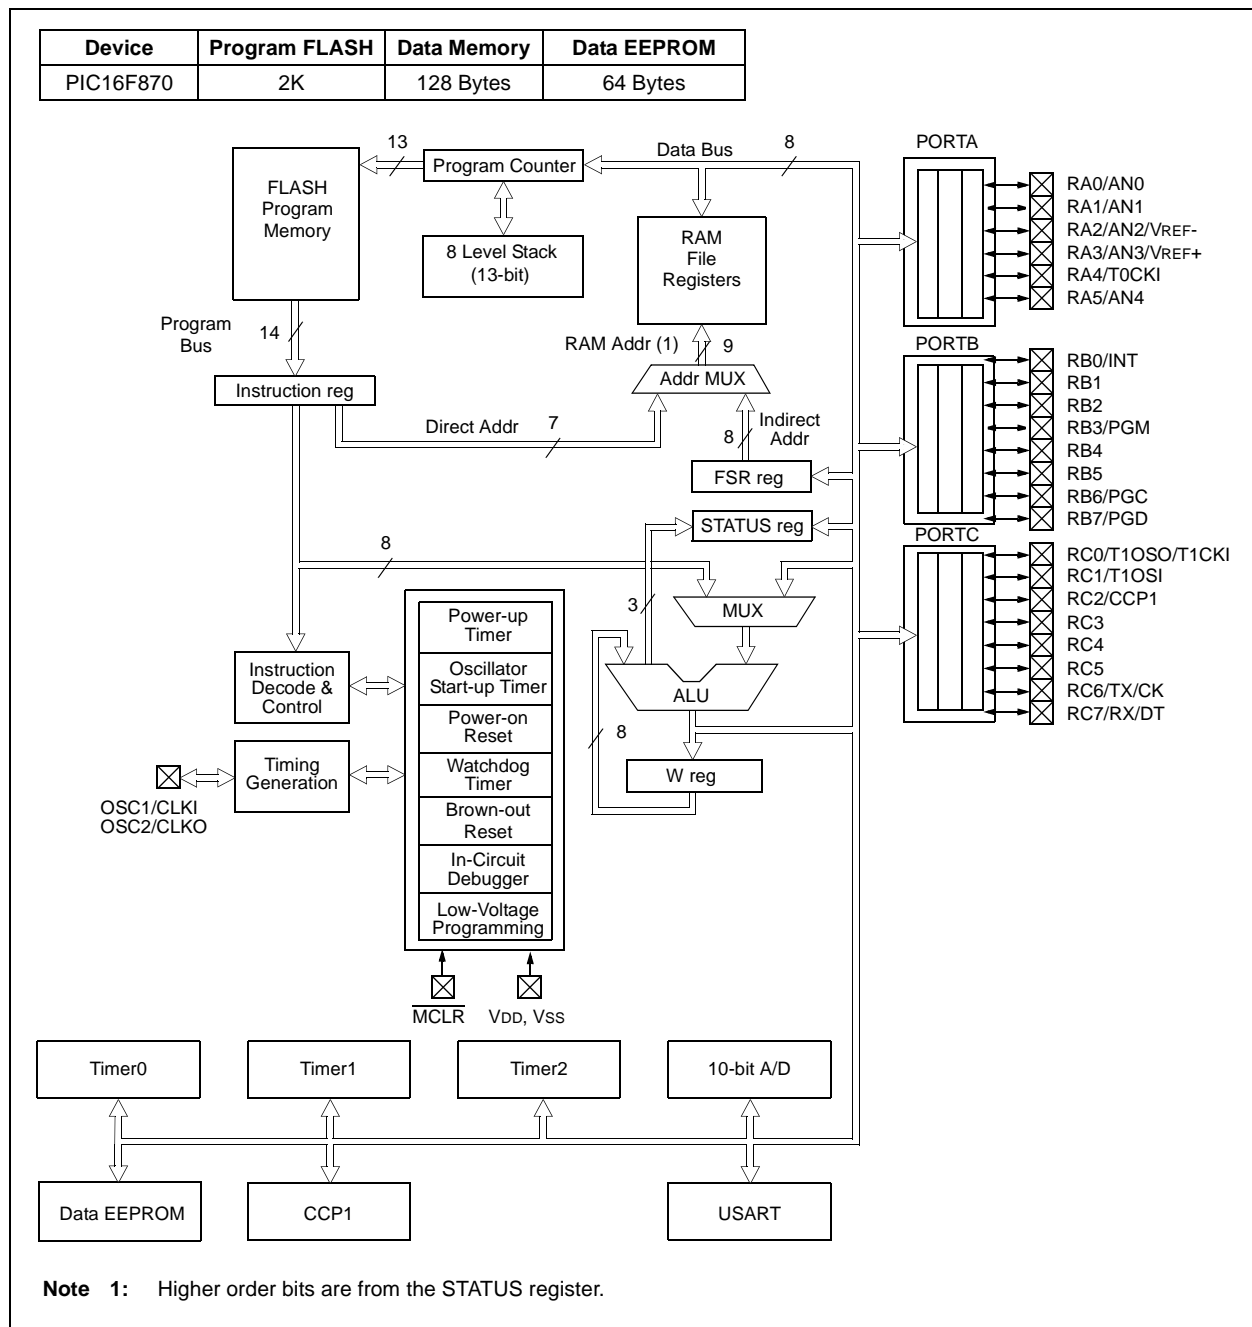 Device Program FLASH Data Memory Data EEPROM
PIC16F870 2K 128 Bytes 64 Bytes
FLASH
Program
Memory
13
Program Counter
8 Level Stack
(13-bit)
Data Bus
8
RAM
File
Registers
Program
Bus
14
Instruction reg
RAM Addr (1)
9
Addr MUX
Direct Addr
7
8
Indirect
Addr
FSR reg
STATUS reg
8
3
MUX
ALU
8
W reg
Power-up
Timer
Oscillator
Start-up Timer
Power-on
Reset
Watchdog
Timer
Brown-out
Reset
In-Circuit
Debugger
Low-Voltage
Programming
Instruction
Decode &
Control
Timing
Generation
OSC1/CLKI
OSC2/CLKO
MCLR
VDD, VSS
PORTA
RA0/AN0
RA1/AN1
RA2/AN2/VREF-
RA3/AN3/VREF+
RA4/T0CKI
RA5/AN4
PORTB
RB0/INT
RB1
RB2
RB3/PGM
RB4
RB5
RB6/PGC
RB7/PGD
PORTC
RC0/T1OSO/T1CKI
RC1/T1OSI
RC2/CCP1
RC3
RC4
RC5
RC6/TX/CK
RC7/RX/DT
Timer0
Timer1
Timer2
10-bit A/D
Data EEPROM
CCP1
USART
Note 1: Higher order bits are from the STATUS register.